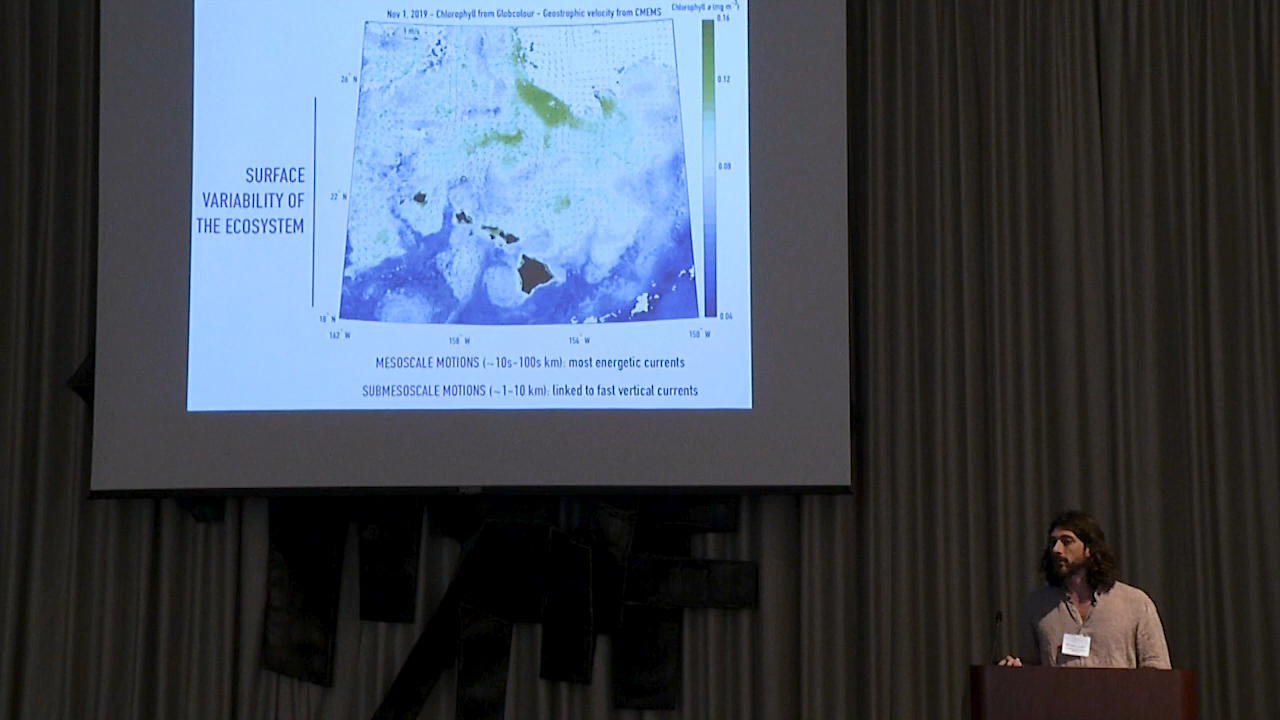 Nov 1, 2019 - Chlorophyll from Globcolour - Geostrophic velocity from CMEMS
Chlorophyll a (mg m⁻³)
0.16
1 m/s
26° N
0.12
SURFACE
VARIABILITY OF
THE ECOSYSTEM
0.08
22° N
18° N
0.04
162° W
158° W
154° W
150° W
MESOSCALE MOTIONS (~10s-100s km): most energetic currents
SUBMESOSCALE MOTIONS (~1-10 km): linked to fast vertical currents